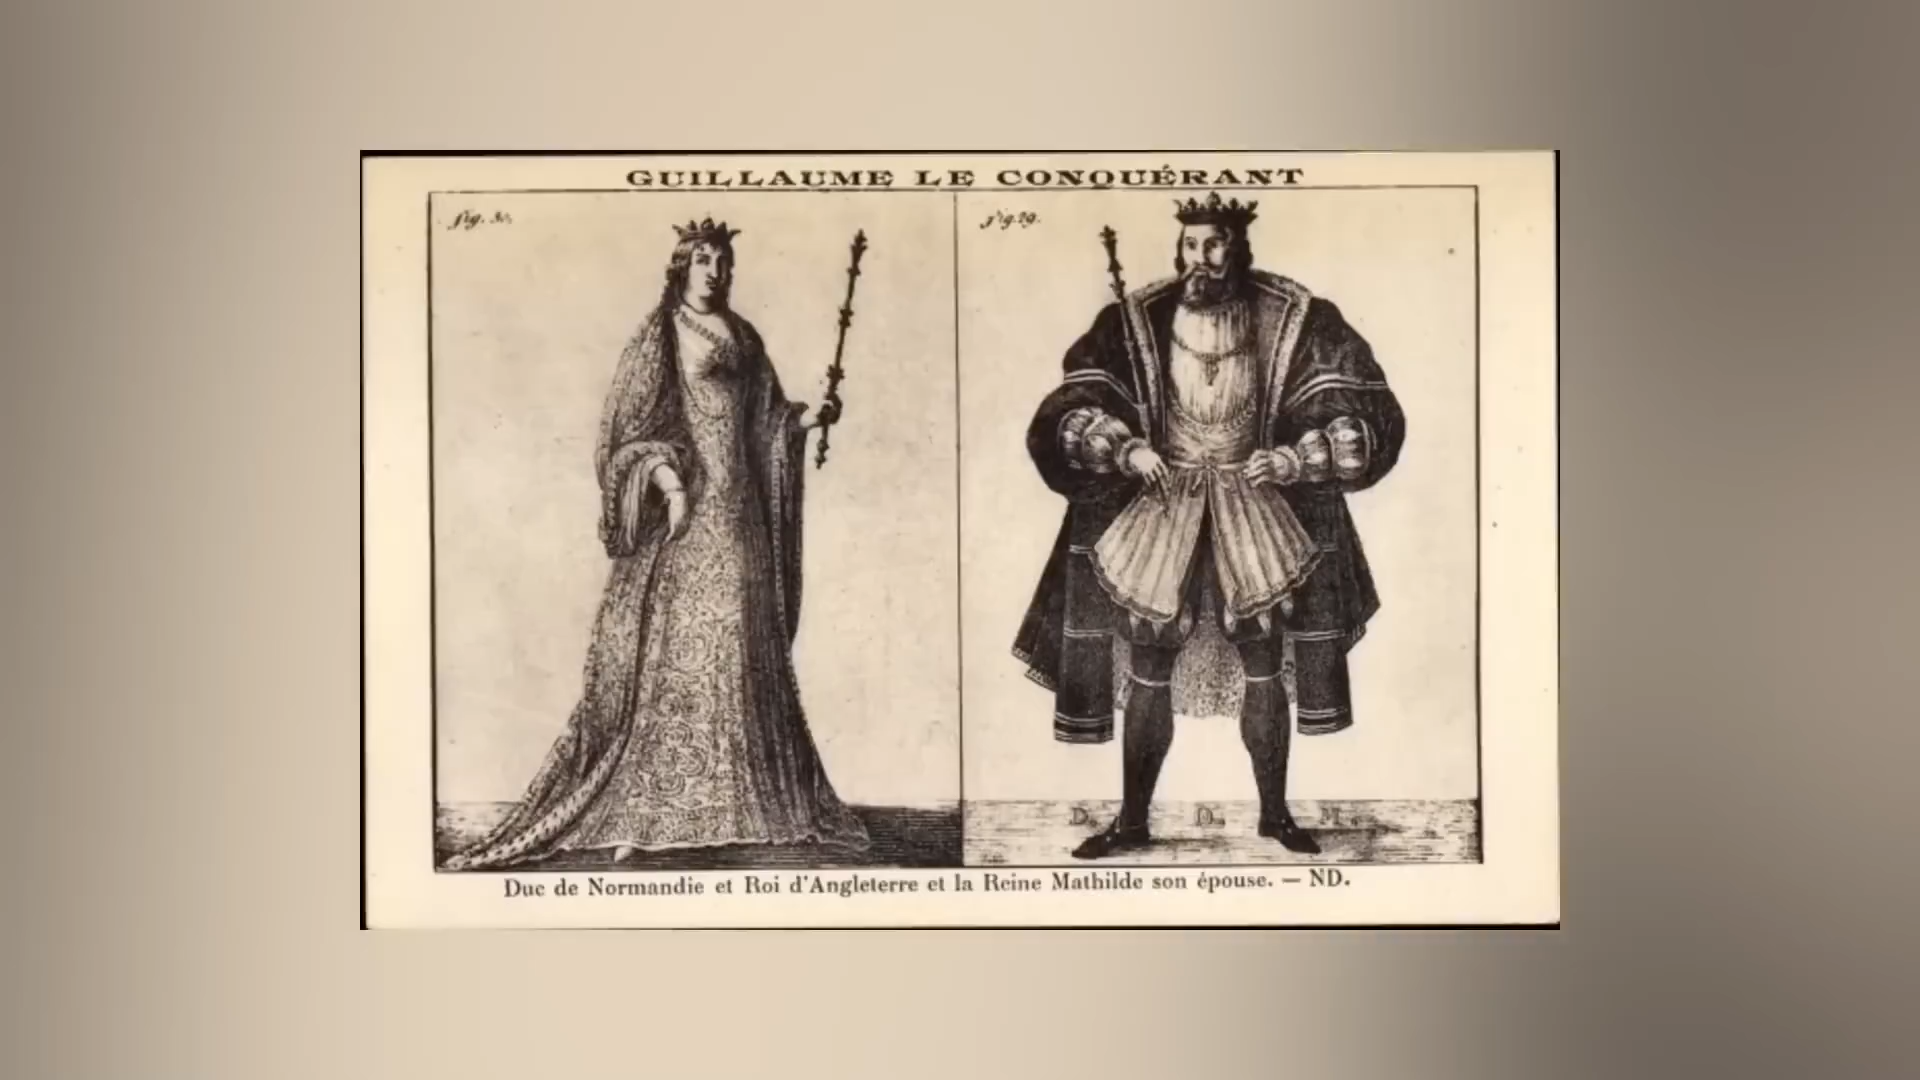 GUILLAUME LE CONQUÉRANT
fig. 30.
fig. 29.
D. D. M.
Duc de Normandie et Roi d'Angleterre et la Reine Mathilde son épouse. — ND.